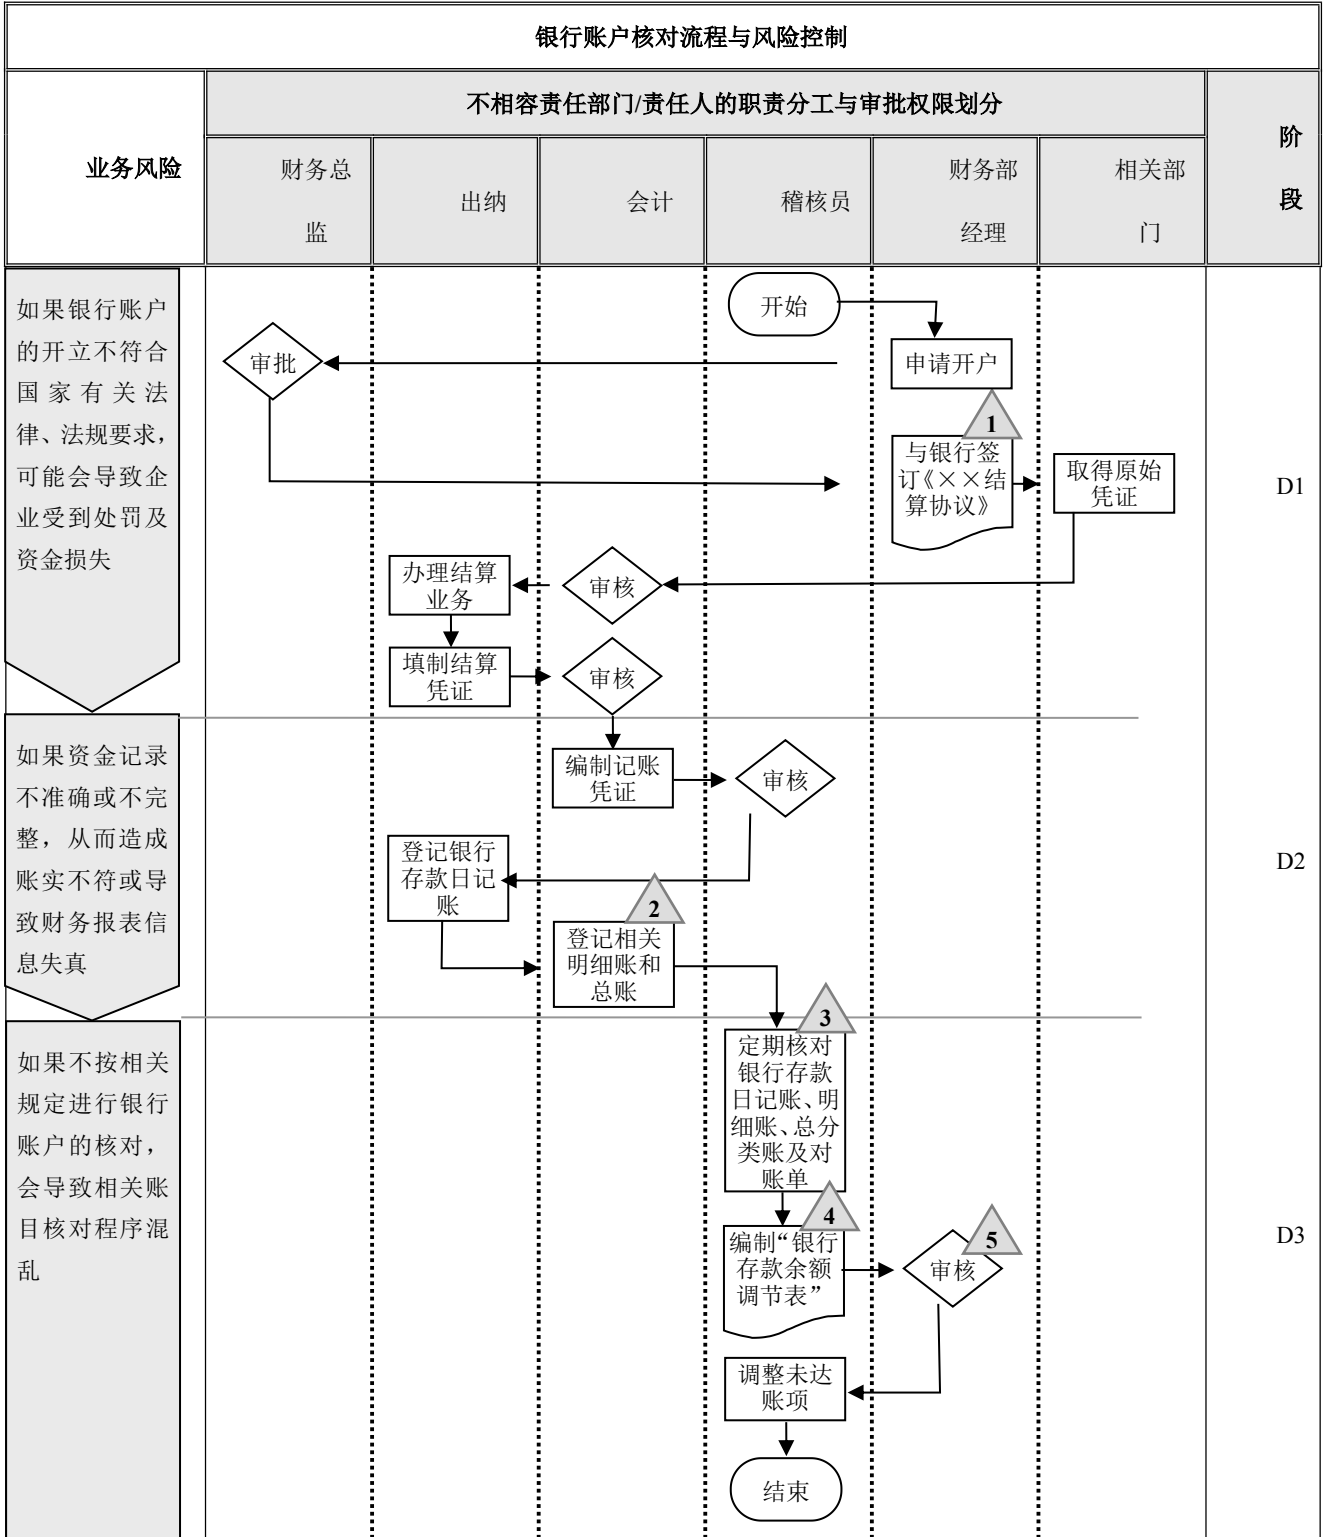 银行账户核对流程与风险控制
业务风险
不相容责任部门/责任人的职责分工与审批权限划分
阶
段
财务总
监
出纳
会计
稽核员
财务部
经理
相关部
门
如果银行账户
的开立不符合
国家有关法
律、法规要求，
可能会导致企
业受到处罚及
资金损失
开始
申请开户
审批
1
与银行签
订《××结
算协议》
取得原始
凭证
D1
审核
办理结算
业务
填制结算
凭证
审核
如果资金记录
不准确或不完
整，从而造成
账实不符或导
致财务报表信
息失真
编制记账
凭证
审核
登记银行
存款日记
账
D2
2
登记相关
明细账和
总账
如果不按相关
规定进行银行
账户的核对，
会导致相关账
目核对程序混
乱
3
定期核对
银行存款
日记账、明
细账、总分
类账及对
账单
4
编制“银行
存款余额
调节表”
5
审核
D3
调整未达
账项
结束